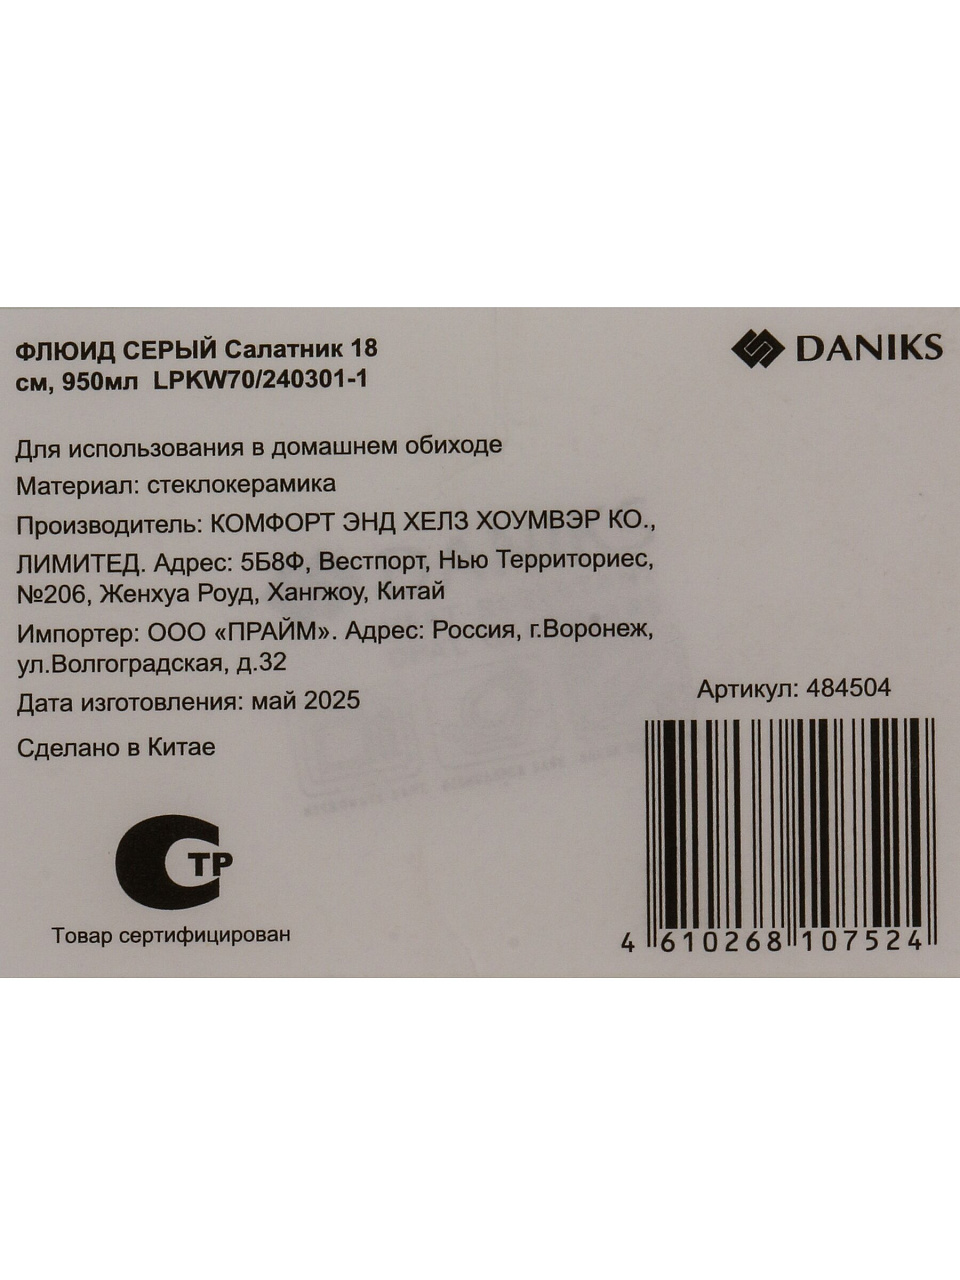 ФЛЮИД СЕРЫЙ Салатник 18
см, 950мл LPKW70/240301-1
DANIKS
Для использования в домашнем обиходе
Материал: стеклокерамика
Производитель: КОМФОРТ ЭНД ХЕЛЗ ХОУМВЭР КО.,
ЛИМИТЕД. Адрес: 5Б8Ф, Вестпорт, Нью Территориес,
№206, Женхуа Роуд, Хангжоу, Китай
Импортер: ООО «ПРАЙМ». Адрес: Россия, г.Воронеж,
ул.Волгоградская, д.32
Дата изготовления: май 2025
Сделано в Китае
ТР
Товар сертифицирован
Артикул: 484504
4 610268 107524